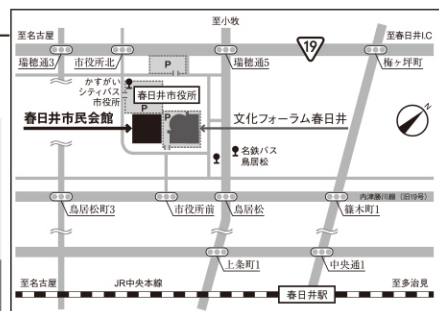 至小牧
至名古屋
19
至春日井I.C
瑞穂通3
市役所北
瑞穂通5
梅ヶ坪町
P
かすがい
シティバス
市役所
P
春日井市役所
春日井市民会館
文化フォーラム春日井
P
名鉄バス
鳥居松
内津勝川線(旧19号)
鳥居松町3
市役所前
鳥居松
篠木町1
上条町1
中央通1
至名古屋
JR中央本線
至多治見
春日井駅